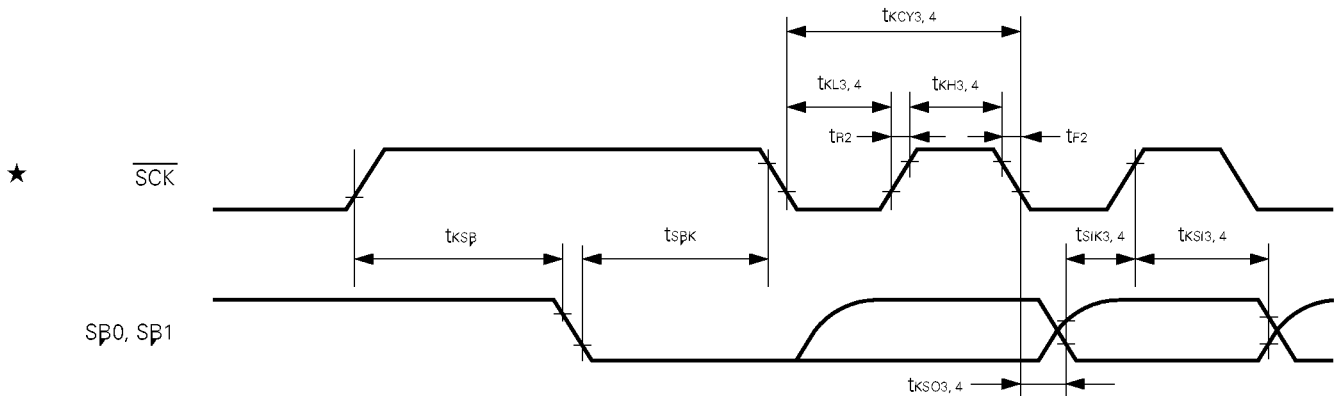 tKCY3, 4
tKL3, 4
tKH3, 4
tR2
tF2
★
SCK
tKSB
tSBK
tSIK3, 4
tKSI3, 4
SB0, SB1
tKSO3, 4